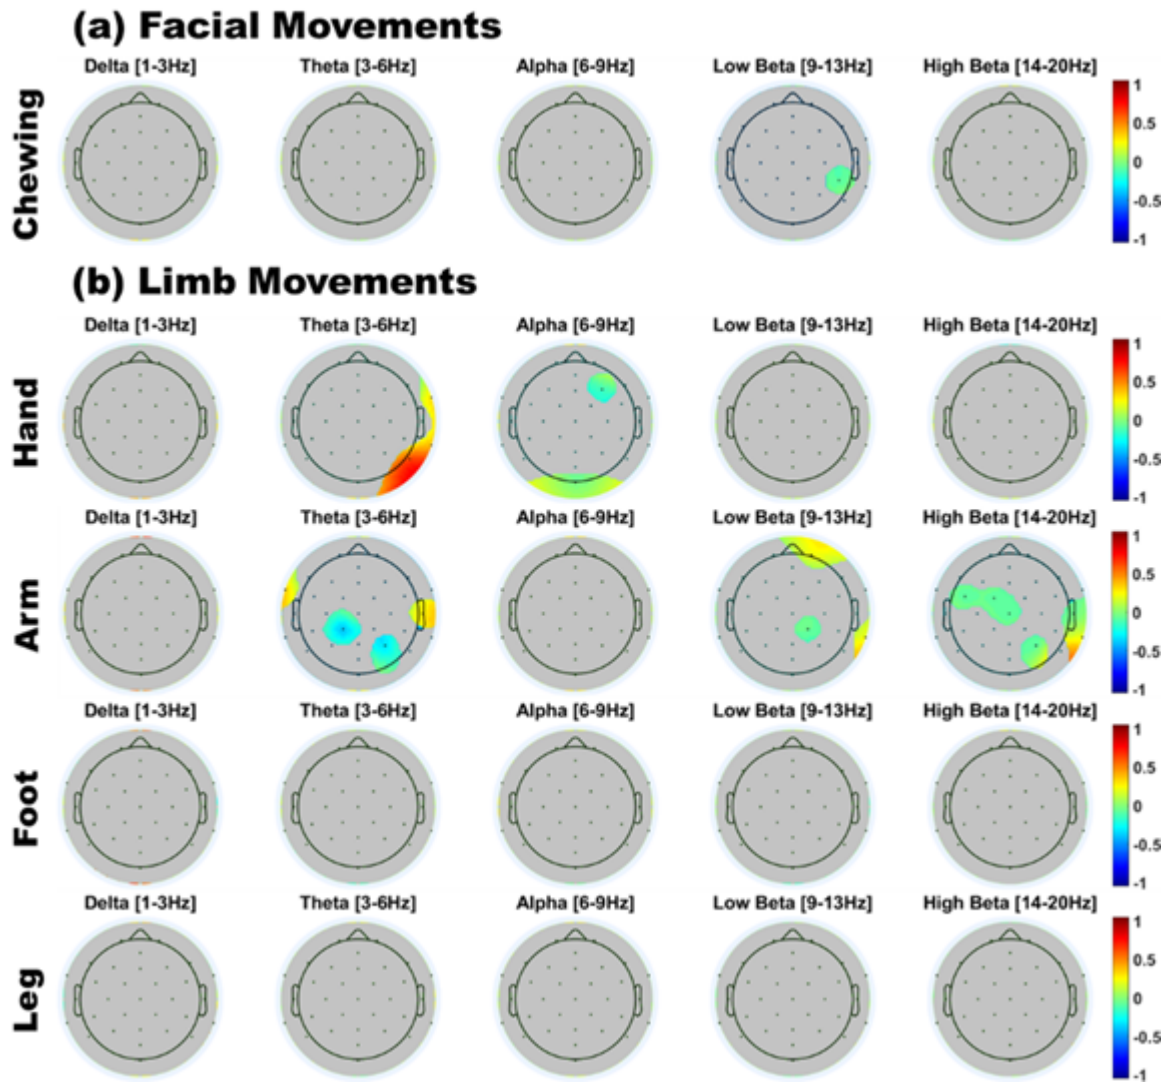 (a) Facial Movements
Delta [1-3Hz] Theta [3-6Hz] Alpha [6-9Hz] Low Beta [9-13Hz] High Beta [14-20Hz]
Chewing
1
0.5
0
-0.5
-1
(b) Limb Movements
Delta [1-3Hz] Theta [3-6Hz] Alpha [6-9Hz] Low Beta [9-13Hz] High Beta [14-20Hz]
Hand
1
0.5
0
-0.5
-1
Delta [1-3Hz] Theta [3-6Hz] Alpha [6-9Hz] Low Beta [9-13Hz] High Beta [14-20Hz]
Arm
1
0.5
0
-0.5
-1
Delta [1-3Hz] Theta [3-6Hz] Alpha [6-9Hz] Low Beta [9-13Hz] High Beta [14-20Hz]
Foot
1
0.5
0
-0.5
-1
Delta [1-3Hz] Theta [3-6Hz] Alpha [6-9Hz] Low Beta [9-13Hz] High Beta [14-20Hz]
Leg
1
0.5
0
-0.5
-1